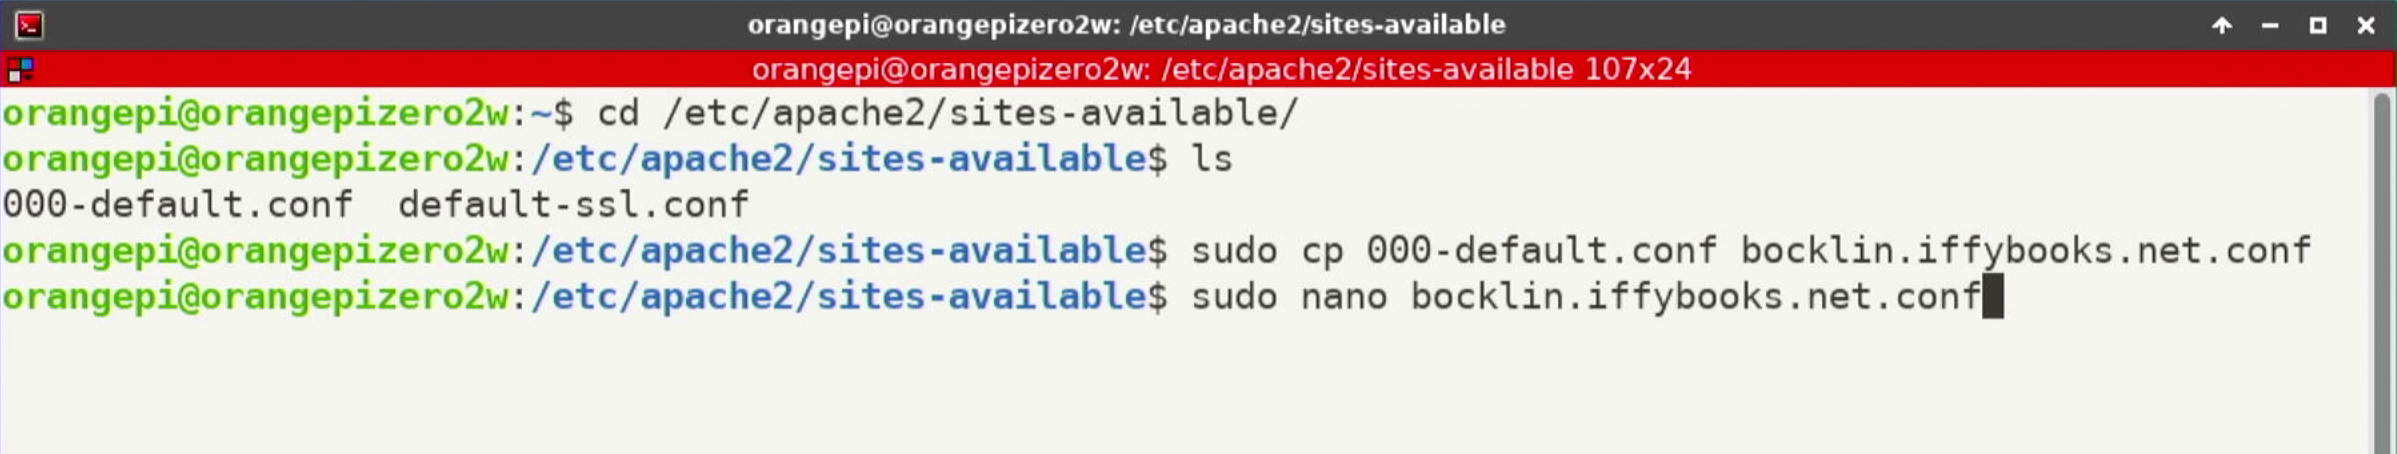 orangepi@orangepizero2w: /etc/apache2/sites-available
orangepi@orangepizero2w: /etc/apache2/sites-available 107x24
orangepi@orangepizero2w:~$ cd /etc/apache2/sites-available/
orangepi@orangepizero2w:/etc/apache2/sites-available$ ls
000-default.conf  default-ssl.conf
orangepi@orangepizero2w:/etc/apache2/sites-available$ sudo cp 000-default.conf bocklin.iffybooks.net.conf
orangepi@orangepizero2w:/etc/apache2/sites-available$ sudo nano bocklin.iffybooks.net.conf